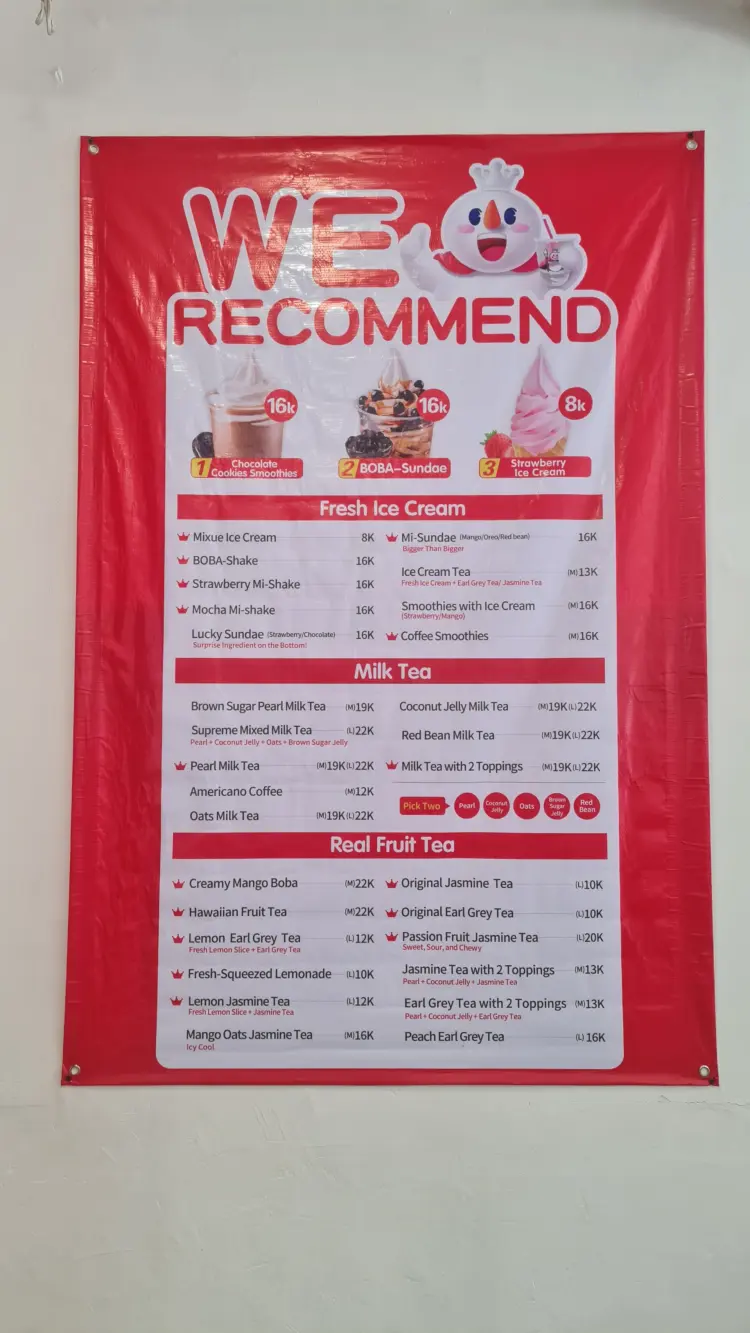 WE
RECOMMEND
16k
16k
8k
1 Chocolate
Cookies Smoothies
2 BOBA-Sundae
3 Strawberry
Ice Cream
Fresh Ice Cream
Mixue Ice Cream 8K
BOBA-Shake 16K
Strawberry Mi-Shake 16K
Mocha Mi-shake 16K
Lucky Sundae (Strawberry/Chocolate) 16K
Surprise Ingredient on the Bottom!
Mi-Sundae (Mango/Oreo/Red bean) 16K
Bigger Than Bigger
Ice Cream Tea (M)13K
Fresh Ice Cream + Earl Grey Tea/ Jasmine Tea
Smoothies with Ice Cream (M)16K
(Strawberry/Mango)
Coffee Smoothies (M)16K
Milk Tea
Brown Sugar Pearl Milk Tea (M)19K
Supreme Mixed Milk Tea (L)22K
Pearl + Coconut Jelly + Oats + Brown Sugar Jelly
Pearl Milk Tea (M)19K(L)22K
Americano Coffee (M)12K
Oats Milk Tea (M)19K(L)22K
Coconut Jelly Milk Tea (M)19K(L)22K
Red Bean Milk Tea (M)19K(L)22K
Milk Tea with 2 Toppings (M)19K(L)22K
Pick Two Pearl Coconut Jelly Oats Brown Sugar Jelly Red Bean
Real Fruit Tea
Creamy Mango Boba (M)22K
Hawaiian Fruit Tea (M)22K
Lemon Earl Grey Tea (L)12K
Fresh Lemon Slice + Earl Grey Tea
Fresh-Squeezed Lemonade (L)10K
Lemon Jasmine Tea (L)12K
Fresh Lemon Slice + Jasmine Tea
Mango Oats Jasmine Tea (M)16K
Icy Cool
Original Jasmine Tea (L)10K
Original Earl Grey Tea (L)10K
Passion Fruit Jasmine Tea (L)20K
Sweet, Sour, and Chewy
Jasmine Tea with 2 Toppings (M)13K
Pearl + Coconut Jelly + Jasmine Tea
Earl Grey Tea with 2 Toppings (M)13K
Pearl + Coconut Jelly + Earl Grey Tea
Peach Earl Grey Tea (L) 16K